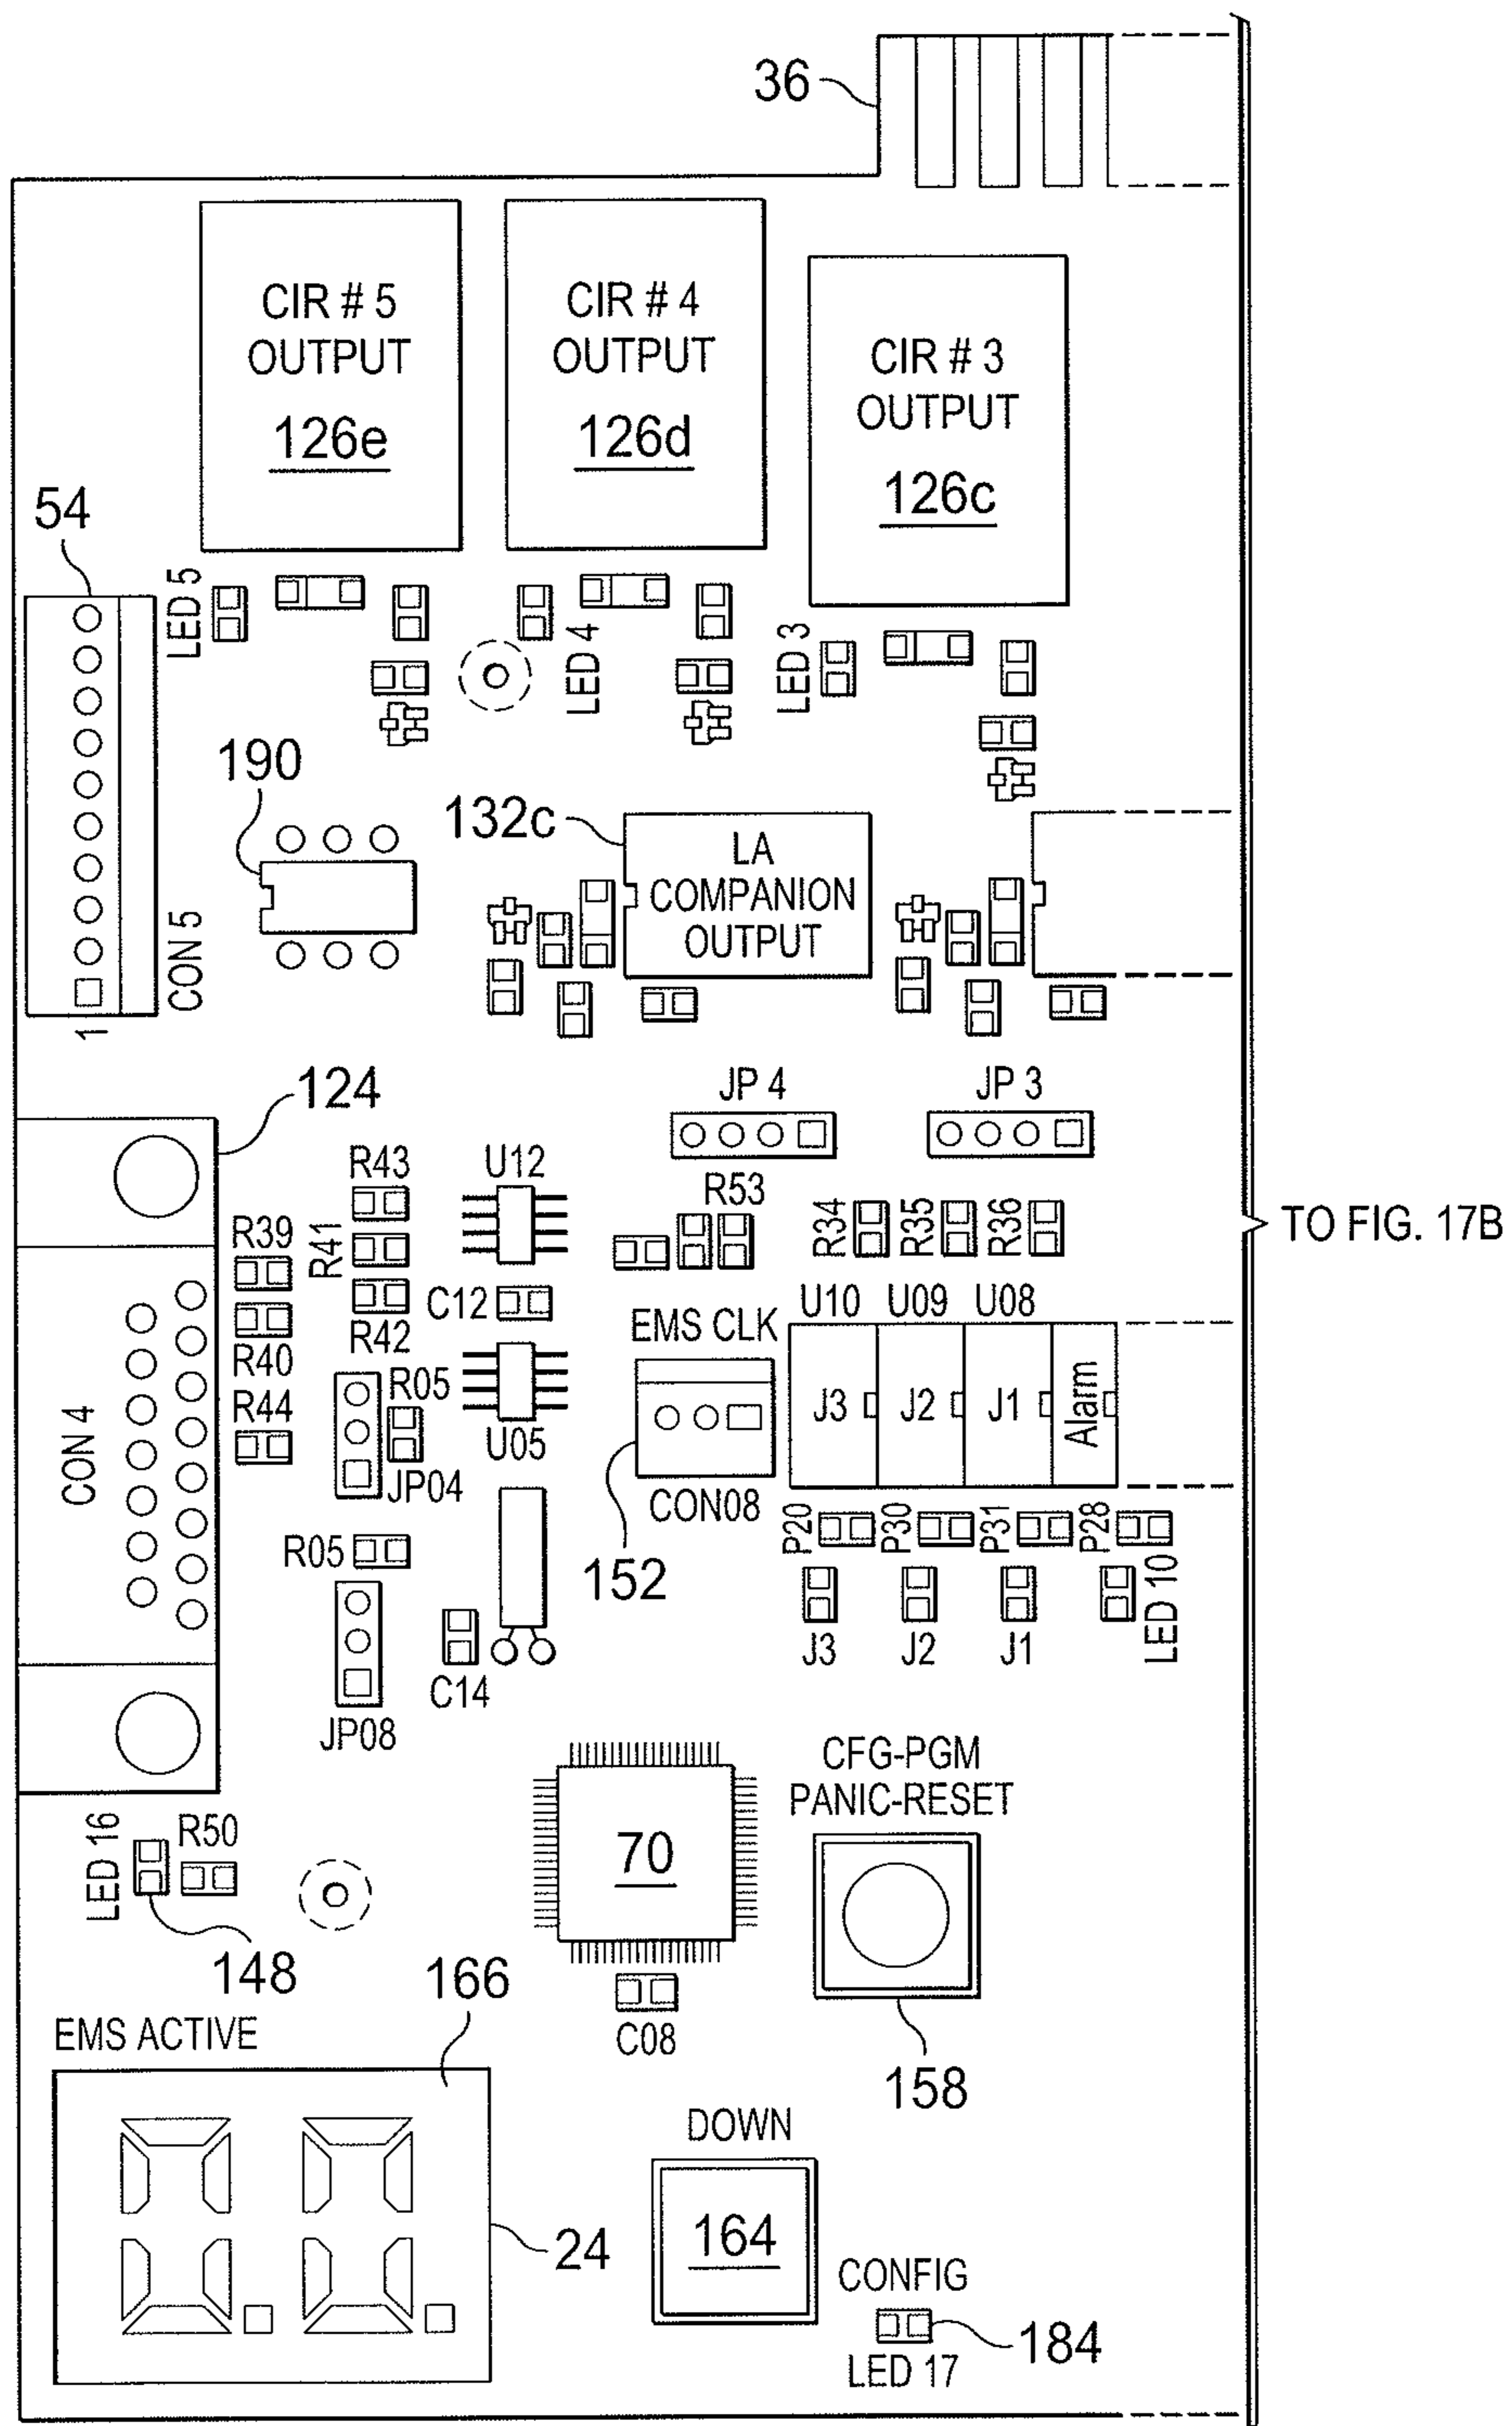 36
CIR # 5
OUTPUT
126e
CIR # 4
OUTPUT
126d
CIR # 3
OUTPUT
126c
54
LED 5
LED 4
LED 3
190
132c
LA
COMPANION
OUTPUT
CON 5
1
124
JP 4
JP 3
R43
U12
R53
R34
R35
R36
TO FIG. 17B
R39
R41
C12
U10
U09
U08
R40
R42
EMS CLK
R44
R05
CON 4
J3
J2
J1
Alarm
U05
JP04
CON08
R05
152
P20
P30
P31
P28
J3
J2
J1
LED 10
C14
JP08
CFG-PGM
PANIC-RESET
LED 16
R50
70
148
166
C08
158
EMS ACTIVE
DOWN
164
24
CONFIG
184
LED 17